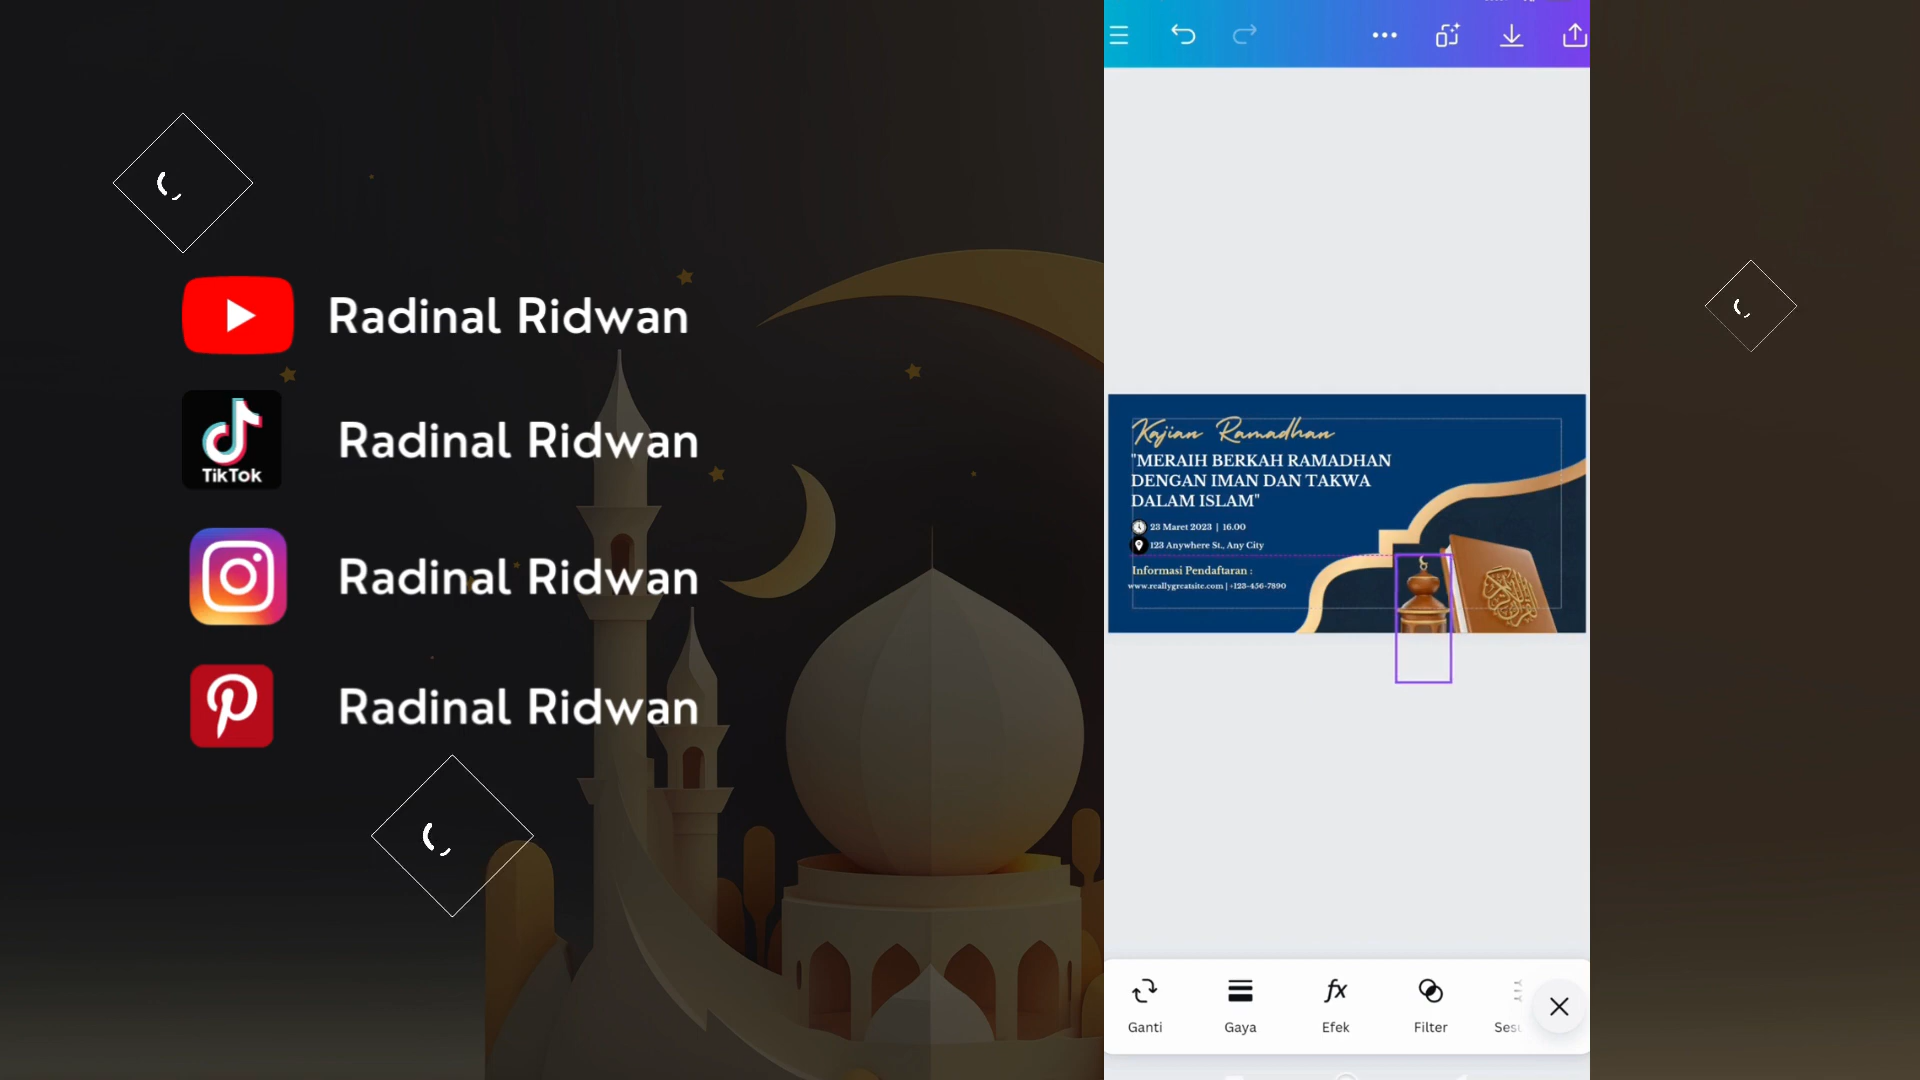 Radinal Ridwan
TikTok
Radinal Ridwan
Radinal Ridwan
Radinal Ridwan
Kajian Ramadhan
"MERAIH BERKAH RAMADHAN
DENGAN IMAN DAN TAKWA
DALAM ISLAM"
23 Maret 2023 | 16.00
123 Anywhere St., Any City
Informasi Pendaftaran :
www.reallygreatsite.com | +123-456-7890
Ganti
Gaya
fx
Efek
Filter